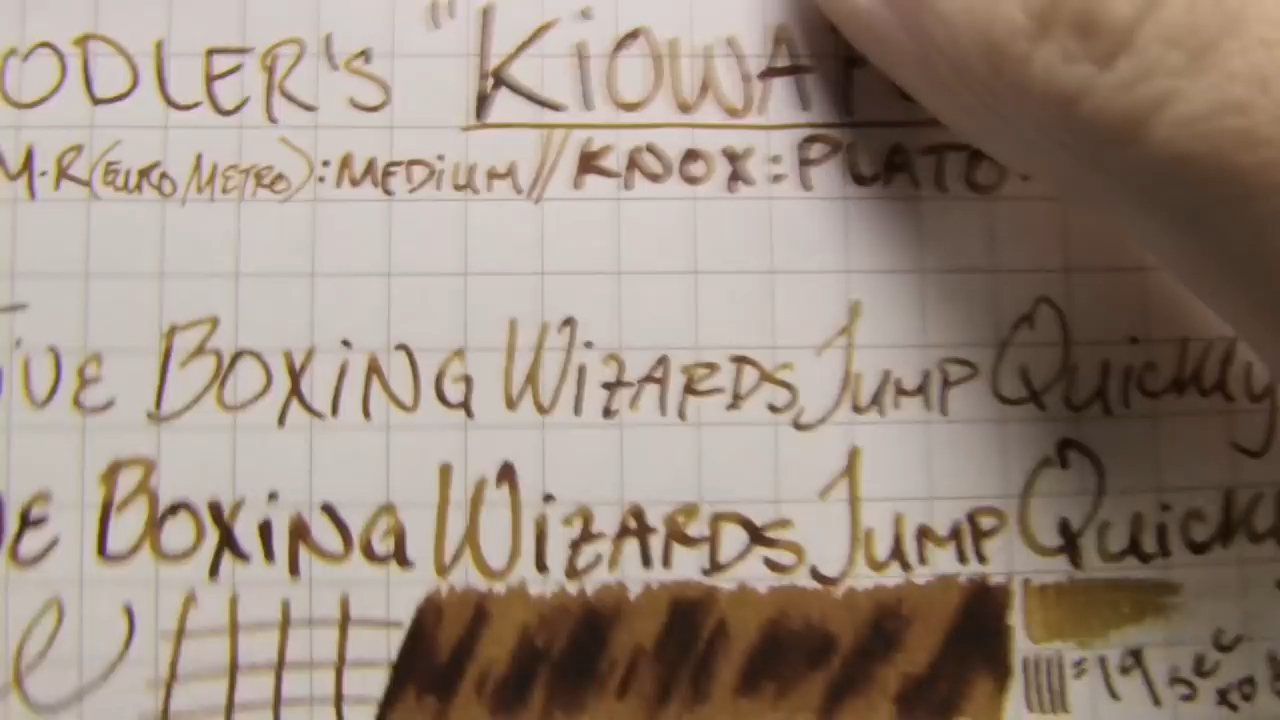 ODLER'S "KIOWA P
M·R(EURO METRO):MEDIUM//KNOX:PLATO.
IVE BOXING WIZARDS JUMP QUICKLY
E BOXING WIZARDS JUMP QUICK
=19 SEC